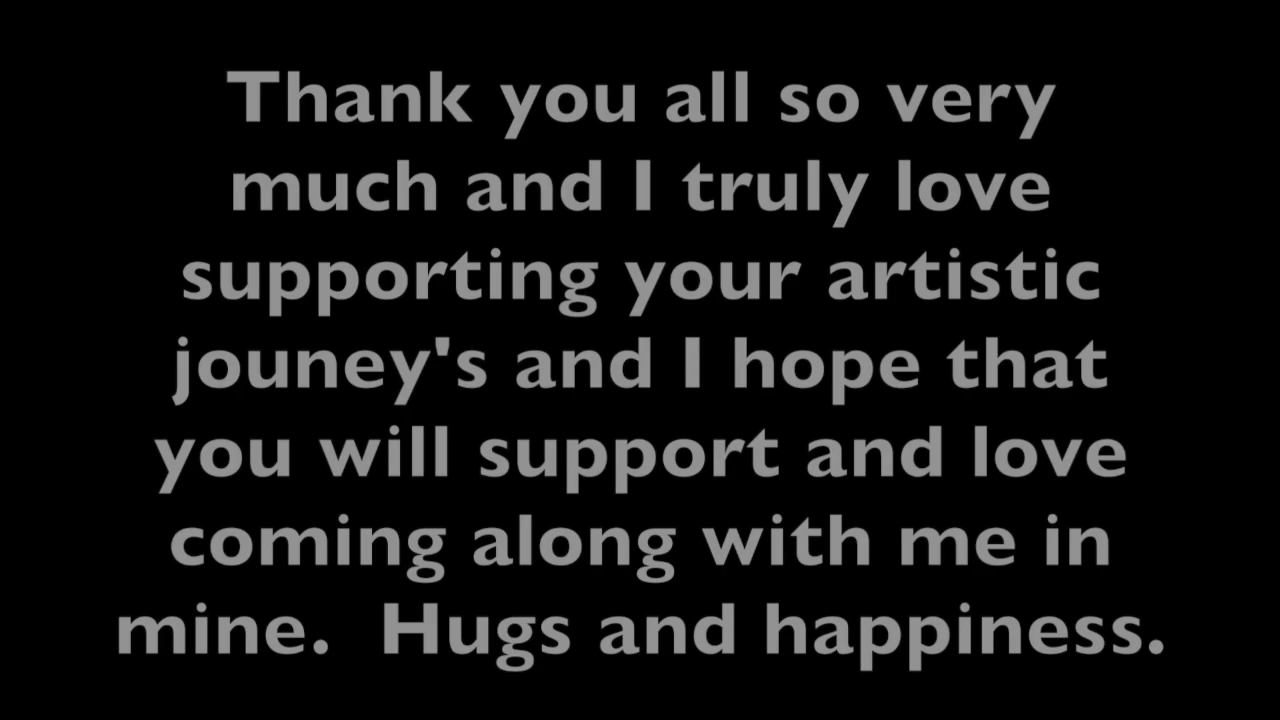 Thank you all so very
much and I truly love
supporting your artistic
jouney's and I hope that
you will support and love
coming along with me in
mine.  Hugs and happiness.